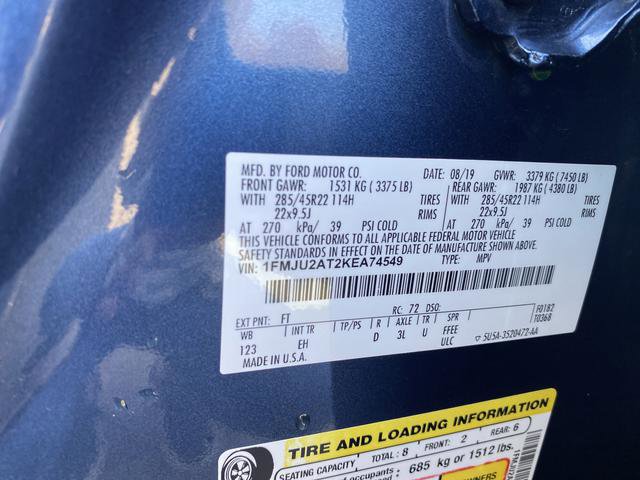 MFD. BY FORD MOTOR CO. DATE: 08/19 GVWR: 3379 KG ( 7450 LB)
FRONT GAWR: 1531 KG ( 3375 LB) REAR GAWR: 1987 KG ( 4380 LB)
WITH 285/45R22 114H TIRES WITH 285/45R22 114H TIRES
22x9.5J RIMS 22x9.5J RIMS
AT 270 kPa/ 39 PSI COLD AT 270 kPa/ 39 PSI COLD
THIS VEHICLE CONFORMS TO ALL APPLICABLE FEDERAL MOTOR VEHICLE
SAFETY STANDARDS IN EFFECT ON THE DATE OF MANUFACTURE SHOWN ABOVE.
VIN: 1FMJU2AT2KEA74549 TYPE: MPV
EXT PNT: FT RC: 72 DSO: F0182
WB INT TR TP/PS R AXLE TR SPR T0368
123 EH D 3L U FFEE
ULC
MADE IN U.S.A. 5U5A-3520472-AA
TIRE AND LOADING INFORMATION
SEATING CAPACITY TOTAL: 8 FRONT: 2 REAR: 6
occupants 685 kg or 1512 lbs.
OWNERS